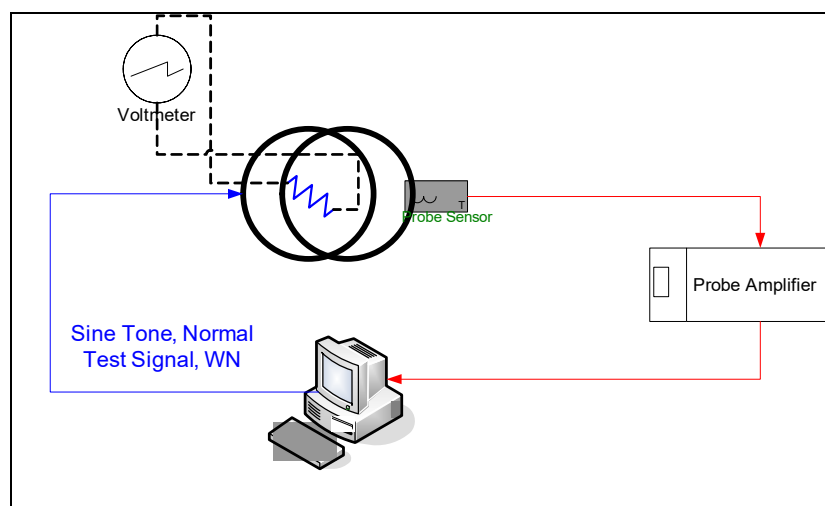 Voltmeter
T
Probe Sensor
Probe Amplifier
Sine Tone, Normal
Test Signal, WN